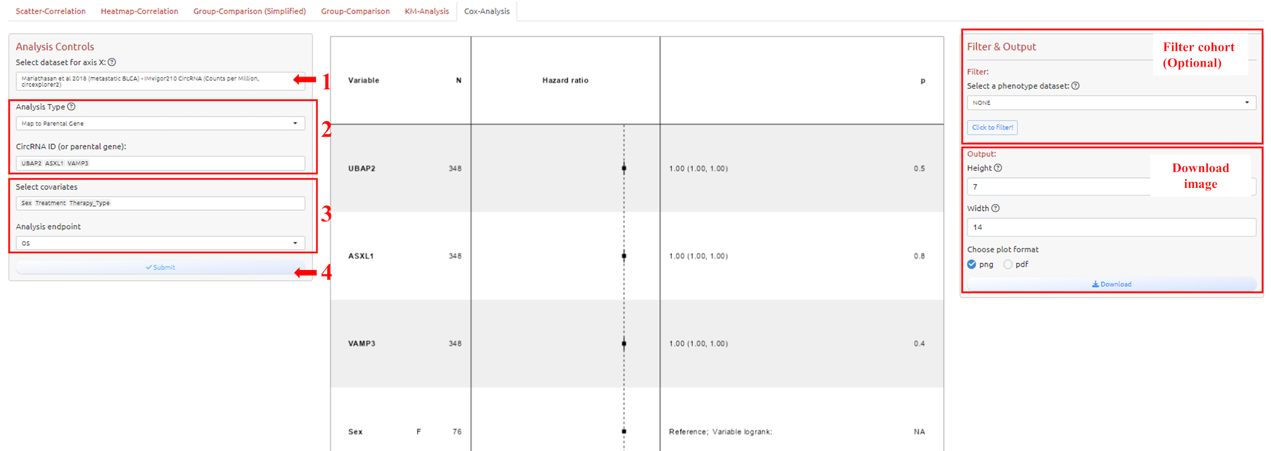 Scatter-Correlation Heatmap-Correlation Group-Comparison (Simplified) Group-Comparison KM-Analysis Cox-Analysis
Analysis Controls
Select dataset for axis X:
Mariathasan et al 2018 (metastatic BLCA) - IMvigor210 CircRNA (Counts per Million,
circexplorer2)
1
Analysis Type
2
Map to Parental Gene
CircRNA ID (or parental gene):
UBAP2 ASXL1 VAMP3
Select covariates
Sex Treatment Therapy_Type
3
Analysis endpoint
OS
Submit
4
Variable N Hazard ratio p
UBAP2 348 1.00 (1.00, 1.00) 0.5
ASXL1 348 1.00 (1.00, 1.00) 0.8
VAMP3 348 1.00 (1.00, 1.00) 0.4
Sex F 76 Reference; Variable logrank: NA
Filter & Output
Filter cohort
(Optional)
Filter:
Select a phenotype dataset:
NONE
Click to filter!
Output:
Download
image
Height
7
Width
14
Choose plot format
png pdf
Download